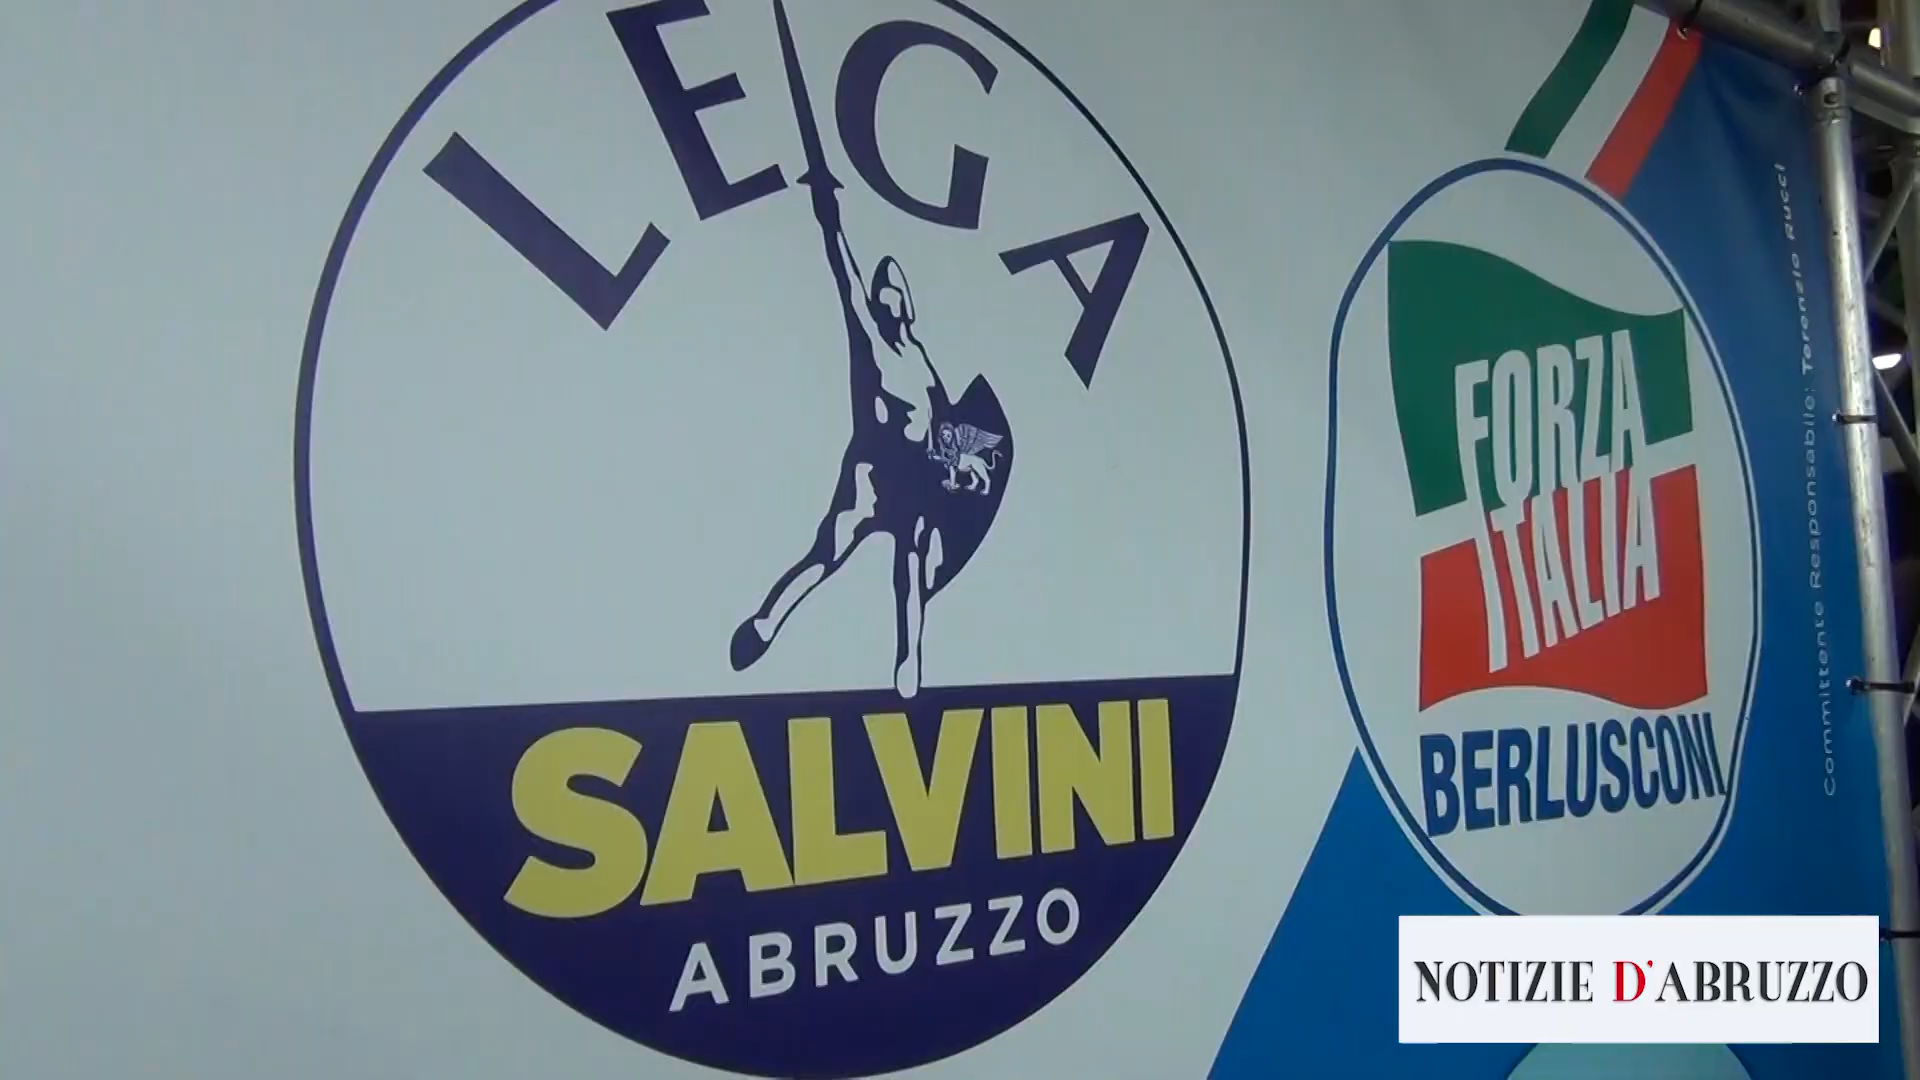 LEGA
SALVINI
ABRUZZO
FORZA
ITALIA
BERLUSCONI
Committente Responsabile: Terenzio Rucci
NOTIZIE D'ABRUZZO